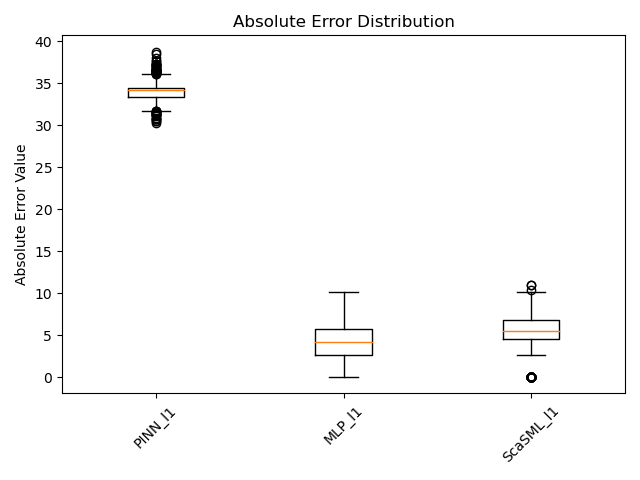 Absolute Error Distribution
Absolute Error Value
40
35
30
25
20
15
10
5
0
PINN_l1
MLP_l1
ScaSML_l1